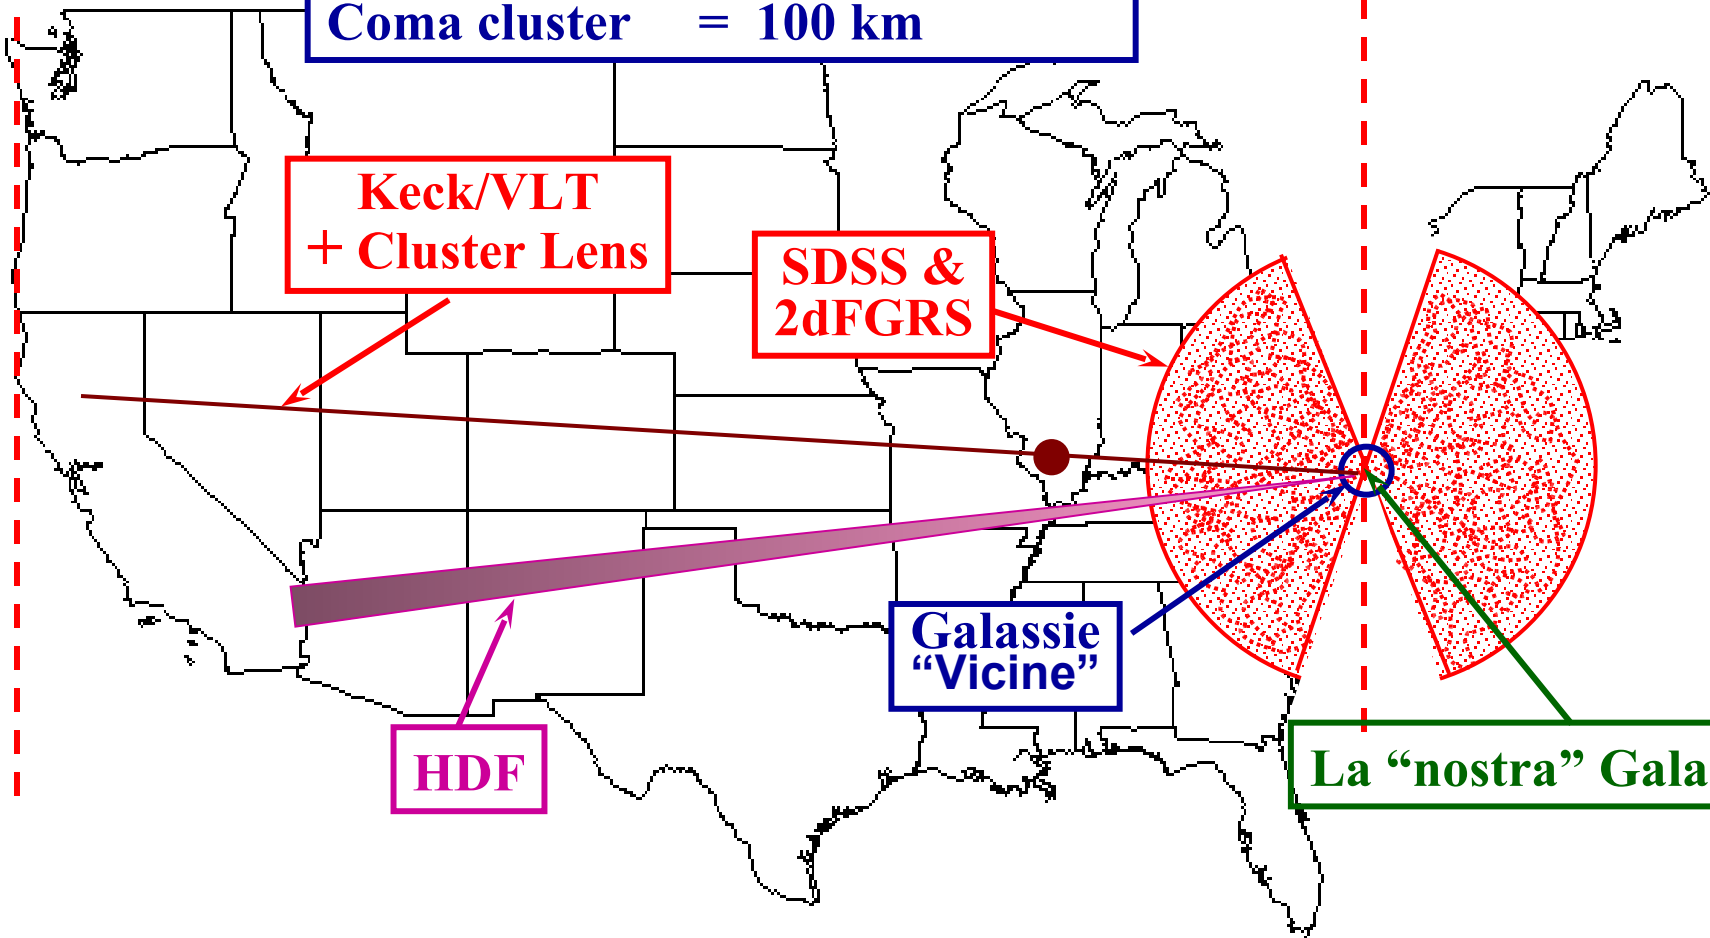 Coma cluster = 100 km
Keck/VLT
+ Cluster Lens
SDSS &
2dFGRS
Galassie
“Vicine”
HDF
La “nostra” Gala